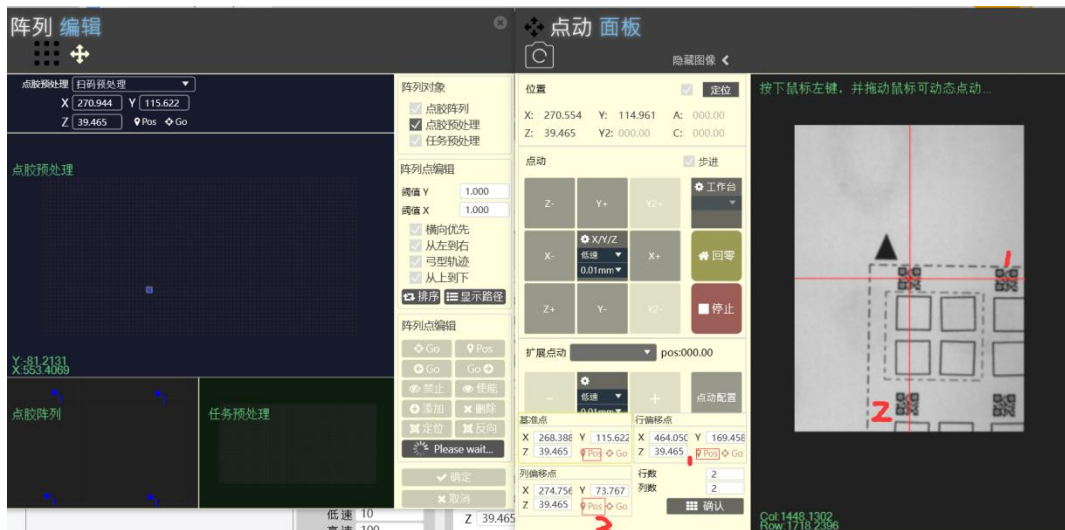 阵列 编辑
点胶预处理 扫码预处理
X 270.944 Y 115.622
Z 39.465 Pos Go
点胶预处理
Y:-81.2131
X:553.4069
点胶阵列
任务预处理
阵列对象
点胶阵列
点胶预处理
任务预处理
阵列点编辑
阈值 Y 1.000
阈值 X 1.000
横向优先
从左到右
弓型轨迹
从上到下
排序 显示路径
阵列点编辑
Go Pos
Go Go
禁止 使能
添加 删除
定位 反向
Please wait...
确定
取消
低速 10
高速 100
Z 39.465
点动 面板
隐藏图像
位置 定位
X: 270.554 Y: 114.961 A: 000.00
Z: 39.465 Y2: 000.00 C: 000.00
点动 步进
Z- Y+ Y2+ 工作台
X- X/Y/Z 低速 0.01mm X+ 回零
Z+ Y- Y2- 停止
扩展点动 pos:000.00
- 低速 0.01mm + 点动配置
基准点
X 268.388 Y 115.622
Z 39.465 Pos Go
行偏移点
X 464.050 Y 169.458
Z 39.465 Pos Go
1
列偏移点
X 274.756 Y 73.767
Z 39.465 Pos Go
2
行数 2
列数 2
确认
按下鼠标左键，并拖动鼠标可动态点动...
1
2
Col:1448.1302
Row:1718.2396